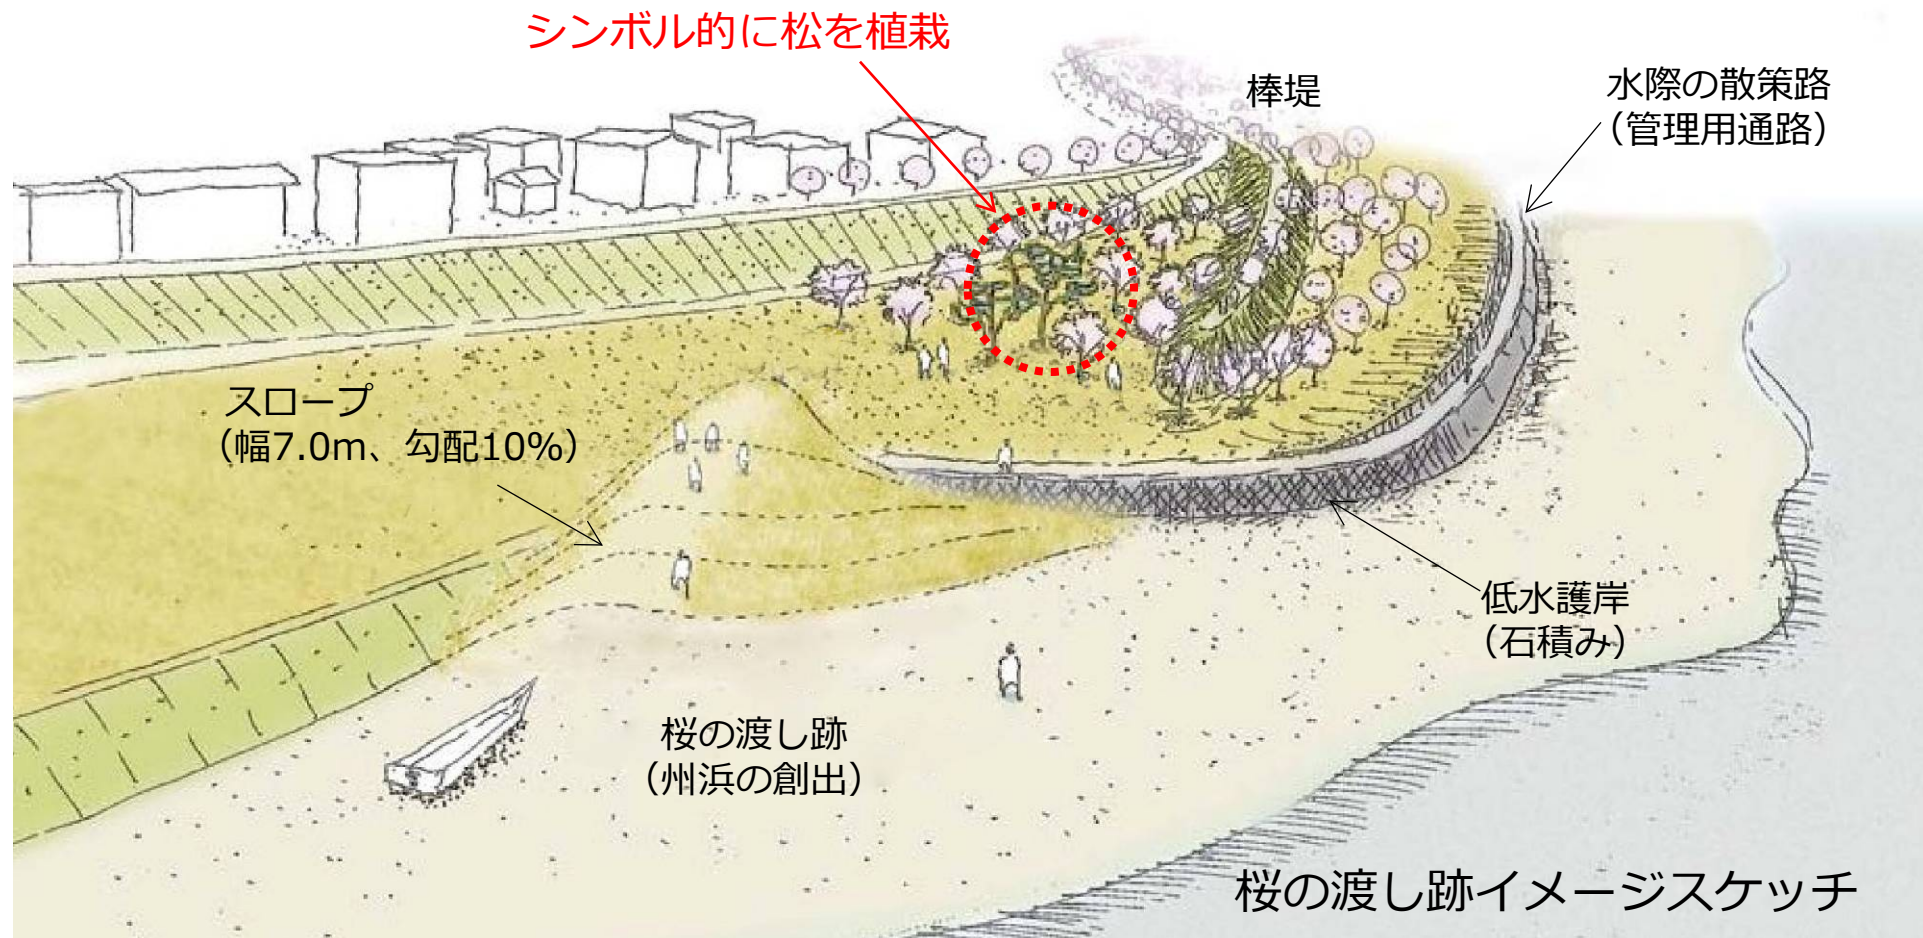 シンボル的に松を植栽
棒堤
水際の散策路
（管理用通路）
スロープ
（幅7.0m、勾配10%）
低水護岸
（石積み）
桜の渡し跡
（州浜の創出）
桜の渡し跡イメージスケッチ